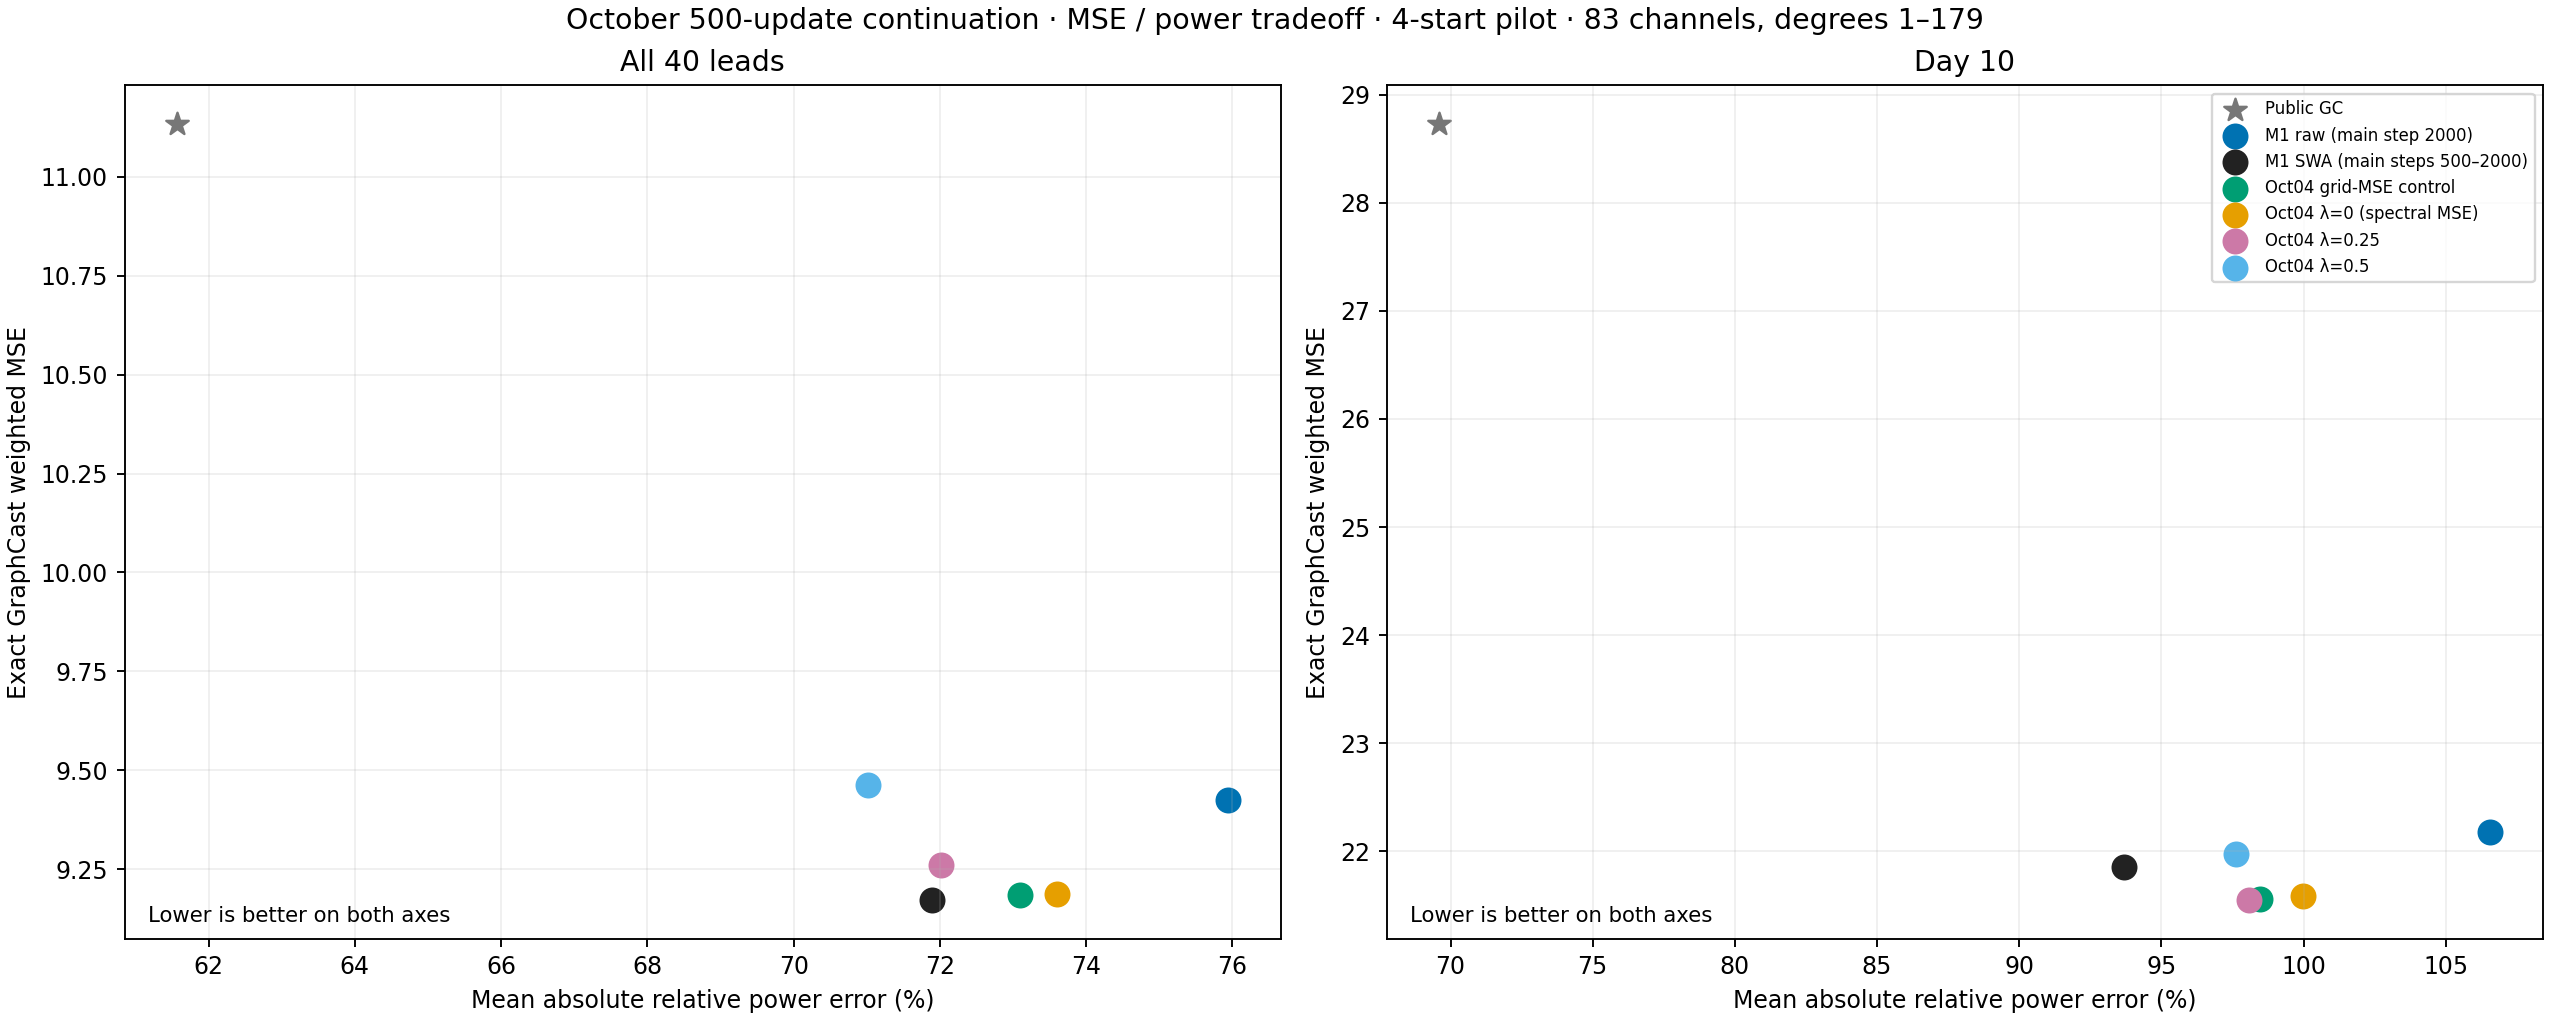 October 500-update continuation · MSE / power tradeoff · 4-start pilot · 83 channels, degrees 1–179
All 40 leads
Exact GraphCast weighted MSE
11.00
10.75
10.50
10.25
10.00
9.75
9.50
9.25
Lower is better on both axes
62 64 66 68 70 72 74 76
Mean absolute relative power error (%)
Day 10
Exact GraphCast weighted MSE
29
28
27
26
25
24
23
22
Public GC
M1 raw (main step 2000)
M1 SWA (main steps 500–2000)
Oct04 grid-MSE control
Oct04 λ=0 (spectral MSE)
Oct04 λ=0.25
Oct04 λ=0.5
Lower is better on both axes
70 75 80 85 90 95 100 105
Mean absolute relative power error (%)